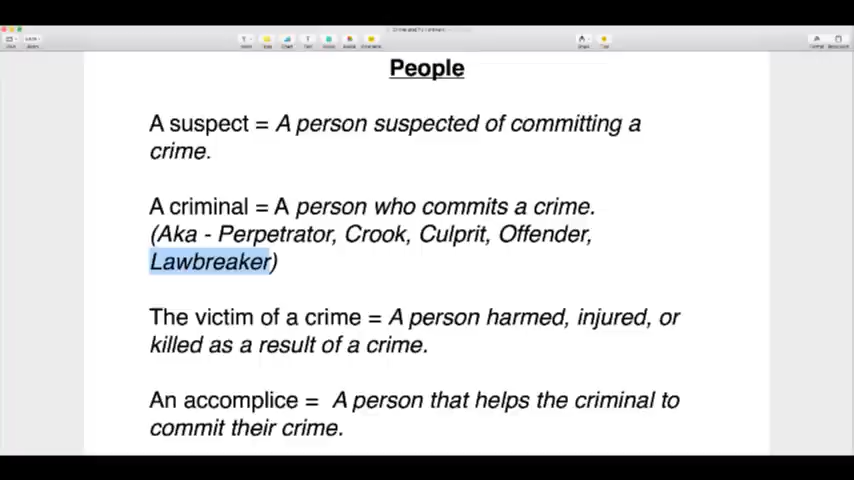 People
A suspect = A person suspected of committing a
crime.
A criminal = A person who commits a crime.
(Aka - Perpetrator, Crook, Culprit, Offender,
Lawbreaker)
The victim of a crime = A person harmed, injured, or
killed as a result of a crime.
An accomplice = A person that helps the criminal to
commit their crime.